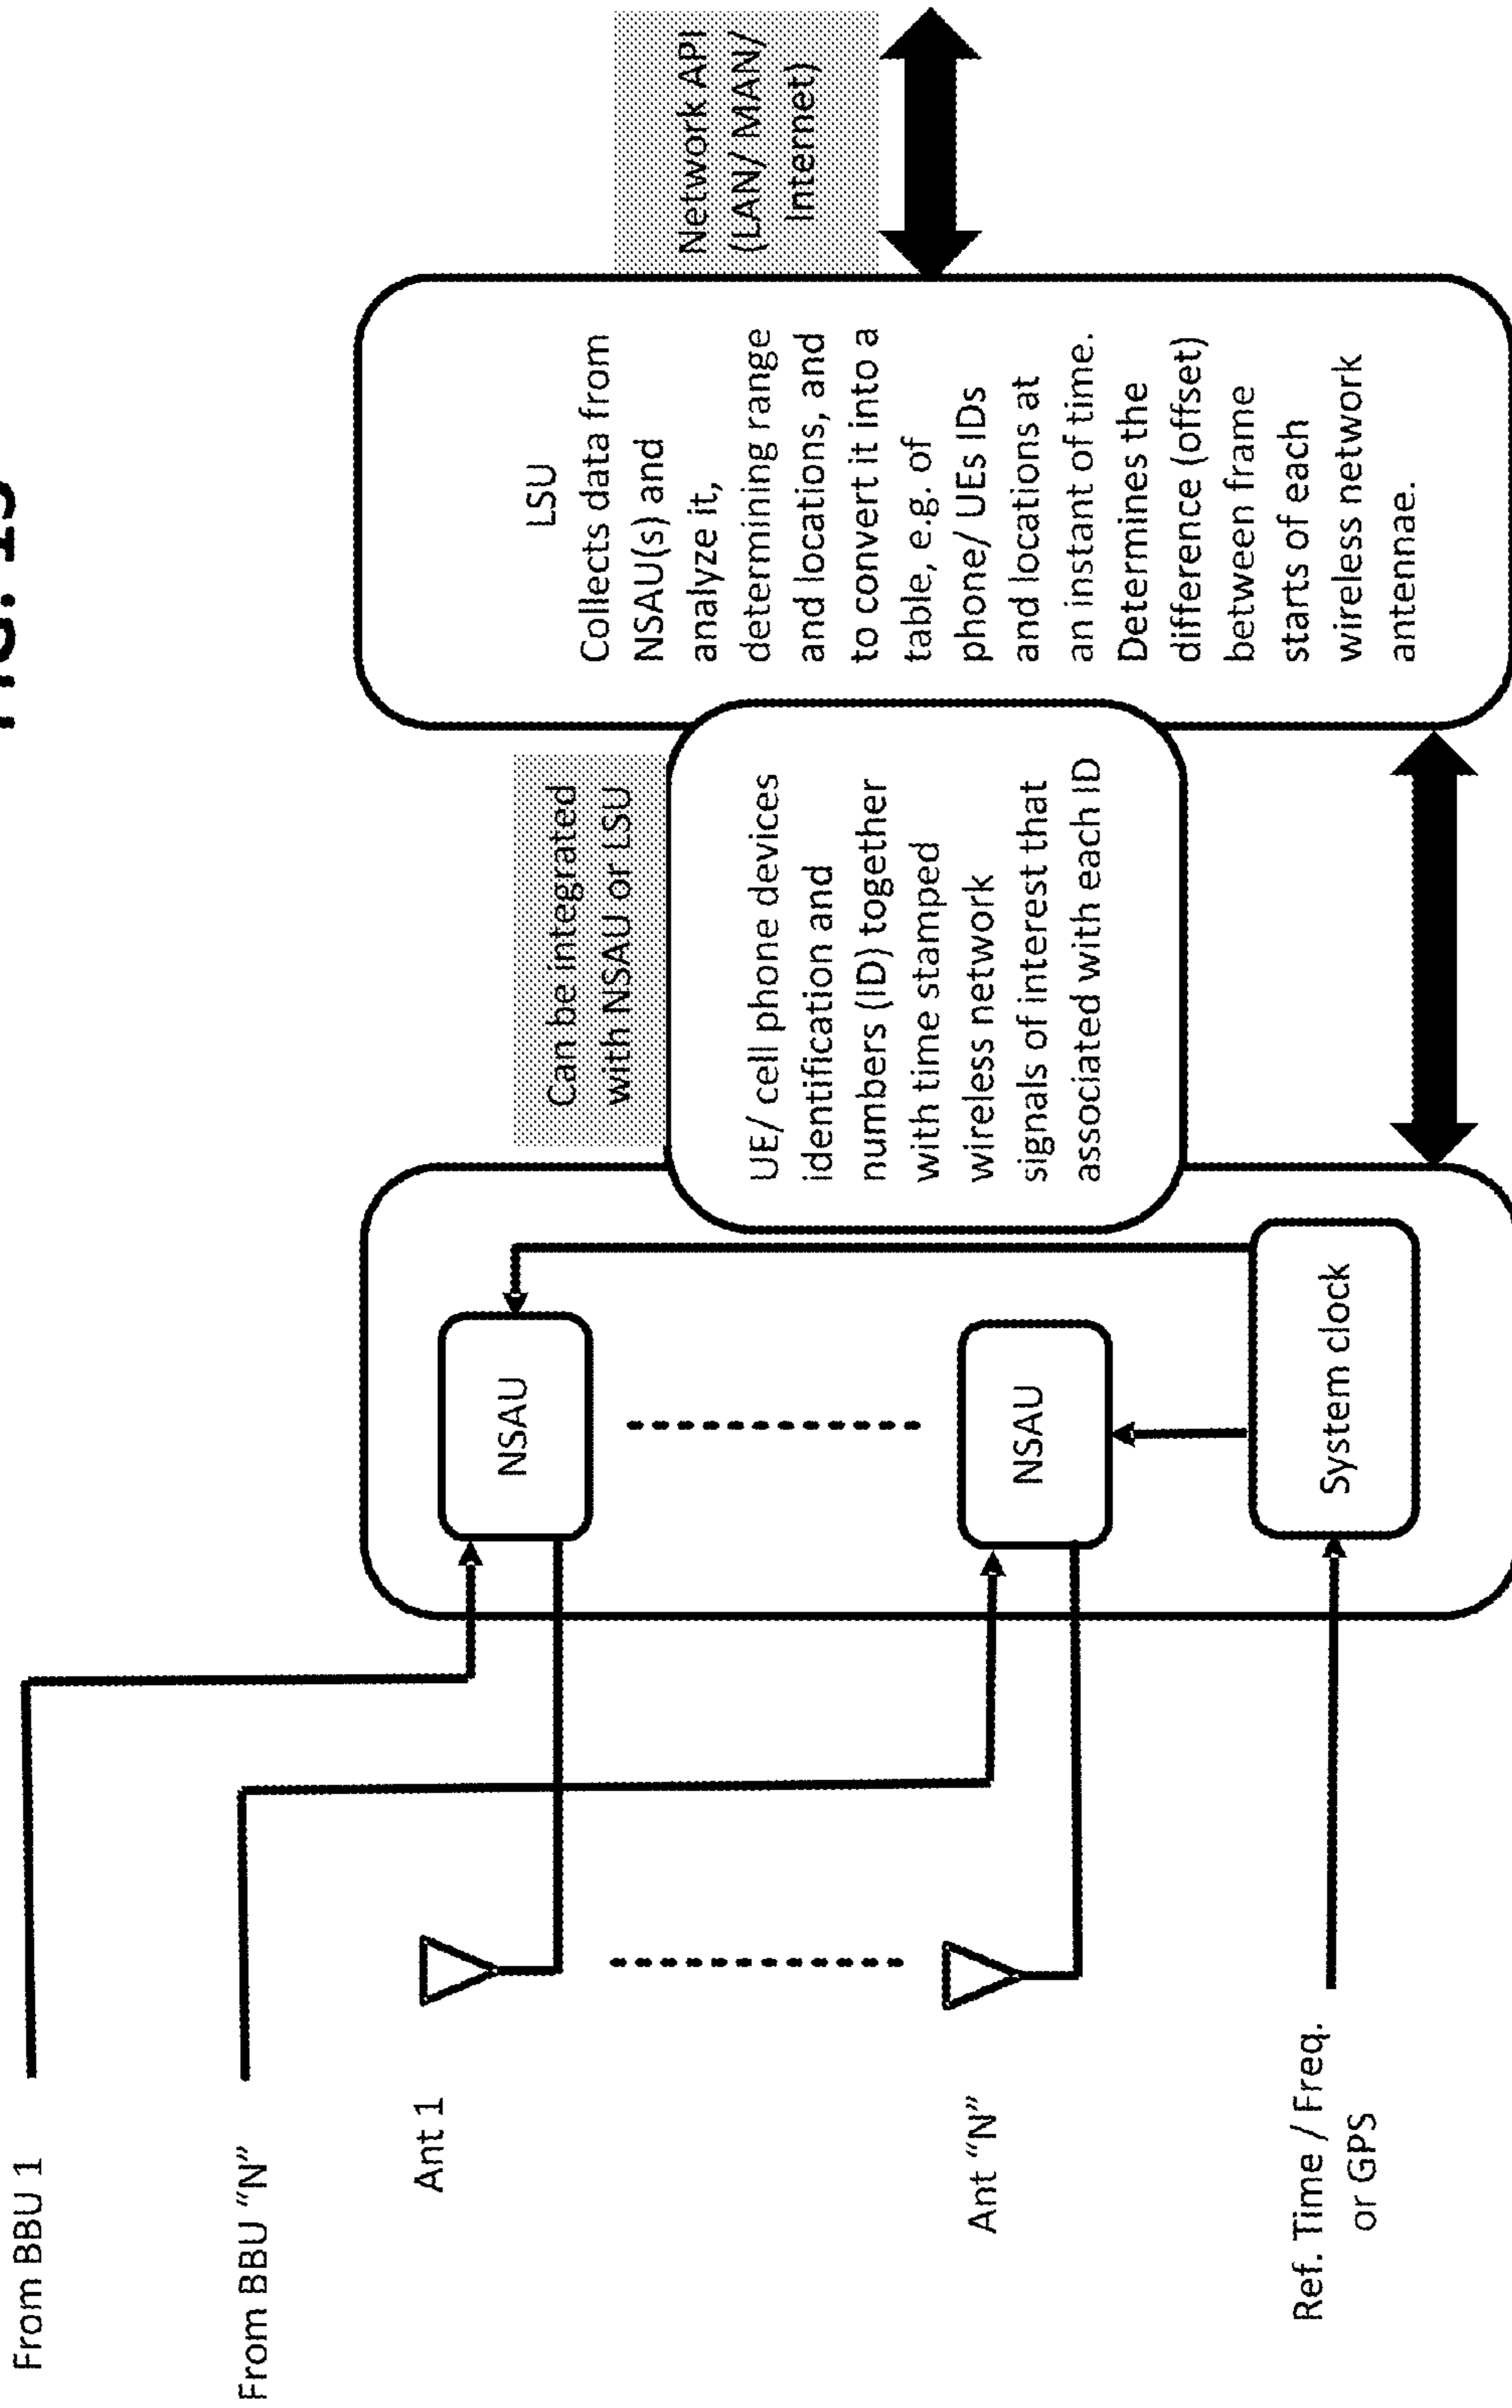 From BBU 1
From BBU “N”
Ant 1
Ant “N”
Ref. Time / Freq.
or GPS
NSAU
NSAU
System clock
Can be integrated
with NSAU or LSU
UE/ cell phone devices
identification and
numbers (ID) together
with time stamped
wireless network
signals of interest that
associated with each ID
LSU
Collects data from
NSAU(s) and
analyze it,
determining range
and locations, and
to convert it into a
table, e.g. of
phone/ UEs IDs
and locations at
an instant of time.
Determines the
difference (offset)
between frame
starts of each
wireless network
antennae.
Network API
(LAN/ MAN/
Internet)